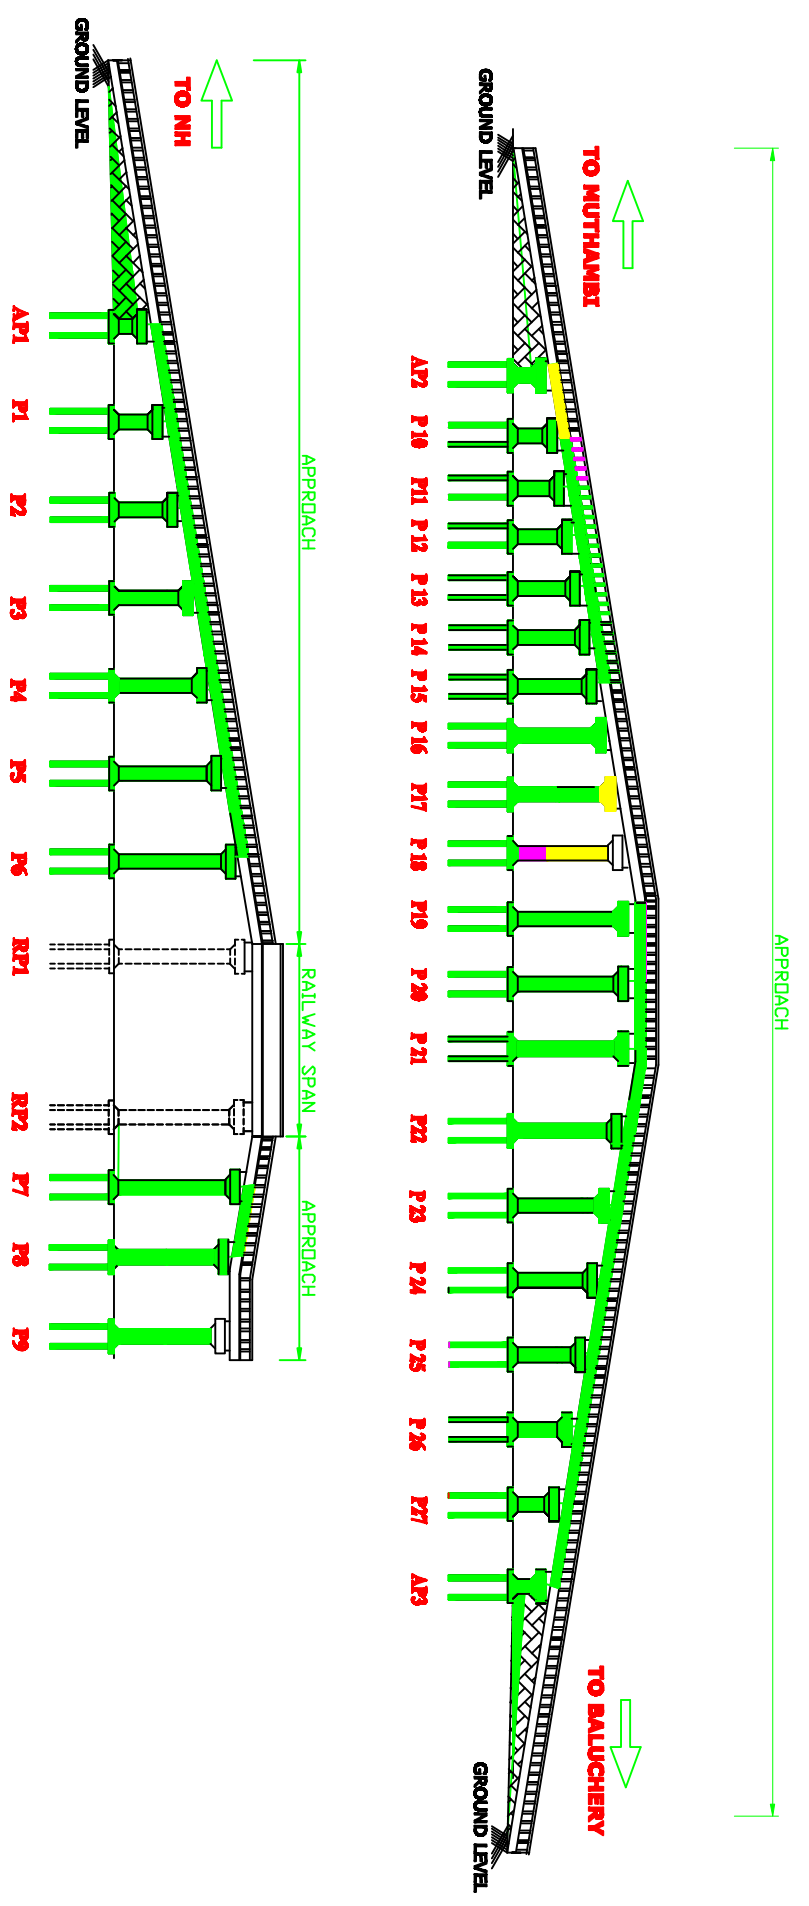 APPROACH
TO MUTHAMBI
TO BALUCHERY
GROUND LEVEL
GROUND LEVEL
AP2 P10 P11 P12 P13 P14 P15 P16 P17 P18 P19 P20 P21 P22 P23 P24 P25 P26 P27 AP3
APPROACH RAILWAY SPAN APPROACH
TO NH
GROUND LEVEL
AP1 P1 P2 P3 P4 P5 P6 RP1 RP2 P7 P8 P9